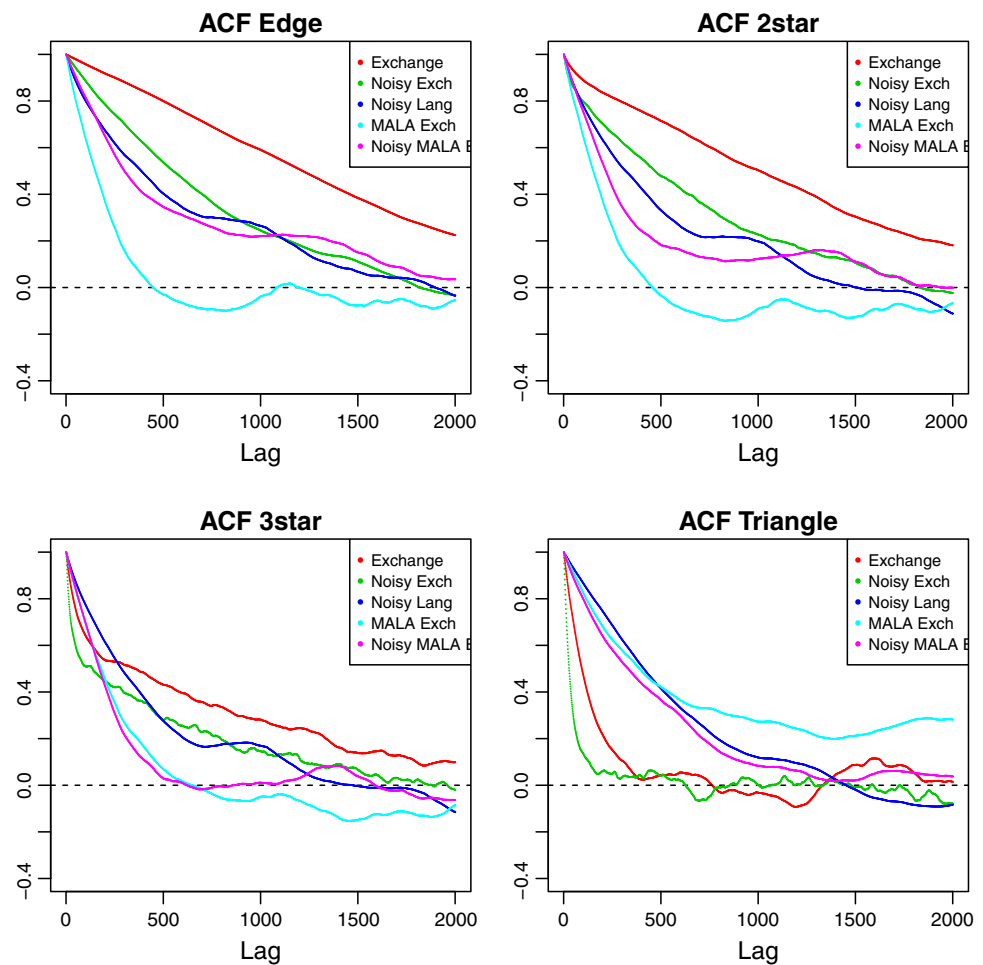 ACF Edge
Exchange
Noisy Exch
Noisy Lang
MALA Exch
Noisy MALA E
0.8
0.4
0.0
−0.4
0 500 1000 1500 2000
Lag
ACF 2star
Exchange
Noisy Exch
Noisy Lang
MALA Exch
Noisy MALA E
0.8
0.4
0.0
−0.4
0 500 1000 1500 2000
Lag
ACF 3star
Exchange
Noisy Exch
Noisy Lang
MALA Exch
Noisy MALA E
0.8
0.4
0.0
−0.4
0 500 1000 1500 2000
Lag
ACF Triangle
Exchange
Noisy Exch
Noisy Lang
MALA Exch
Noisy MALA E
0.8
0.4
0.0
−0.4
0 500 1000 1500 2000
Lag